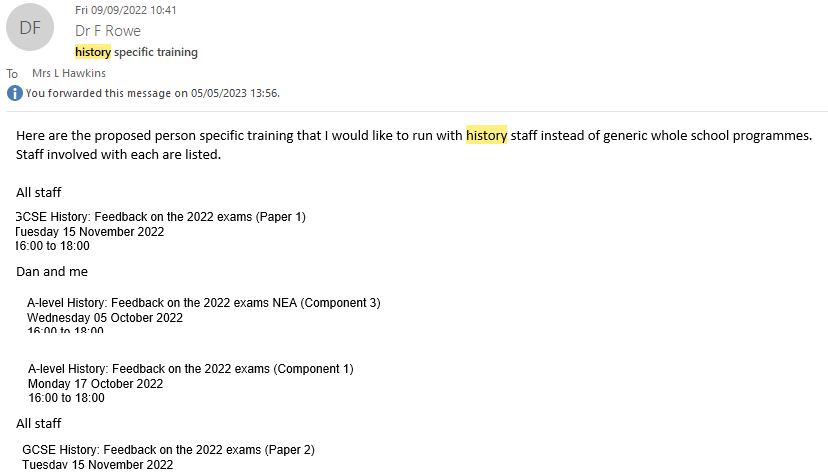 Fri 09/09/2022 10:41
DF
Dr F Rowe
history specific training
To Mrs L Hawkins
You forwarded this message on 05/05/2023 13:56.
Here are the proposed person specific training that I would like to run with history staff instead of generic whole school programmes.
Staff involved with each are listed.
All staff
GCSE History: Feedback on the 2022 exams (Paper 1)
Tuesday 15 November 2022
16:00 to 18:00
Dan and me
A-level History: Feedback on the 2022 exams NEA (Component 3)
Wednesday 05 October 2022
16:00 to 18:00
A-level History: Feedback on the 2022 exams (Component 1)
Monday 17 October 2022
16:00 to 18:00
All staff
GCSE History: Feedback on the 2022 exams (Paper 2)
Tuesday 15 November 2022